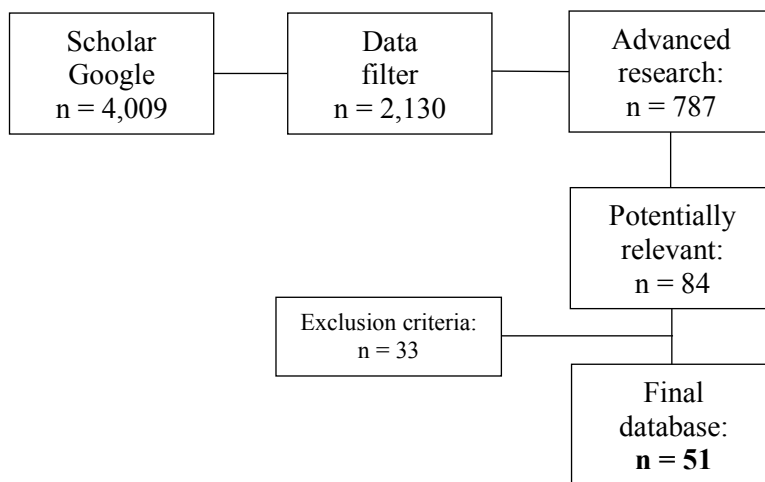 Scholar
Google
n = 4,009
Data
filter
n = 2,130
Advanced
research:
n = 787
Potentially
relevant:
n = 84
Exclusion criteria:
n = 33
Final
database:
n = 51